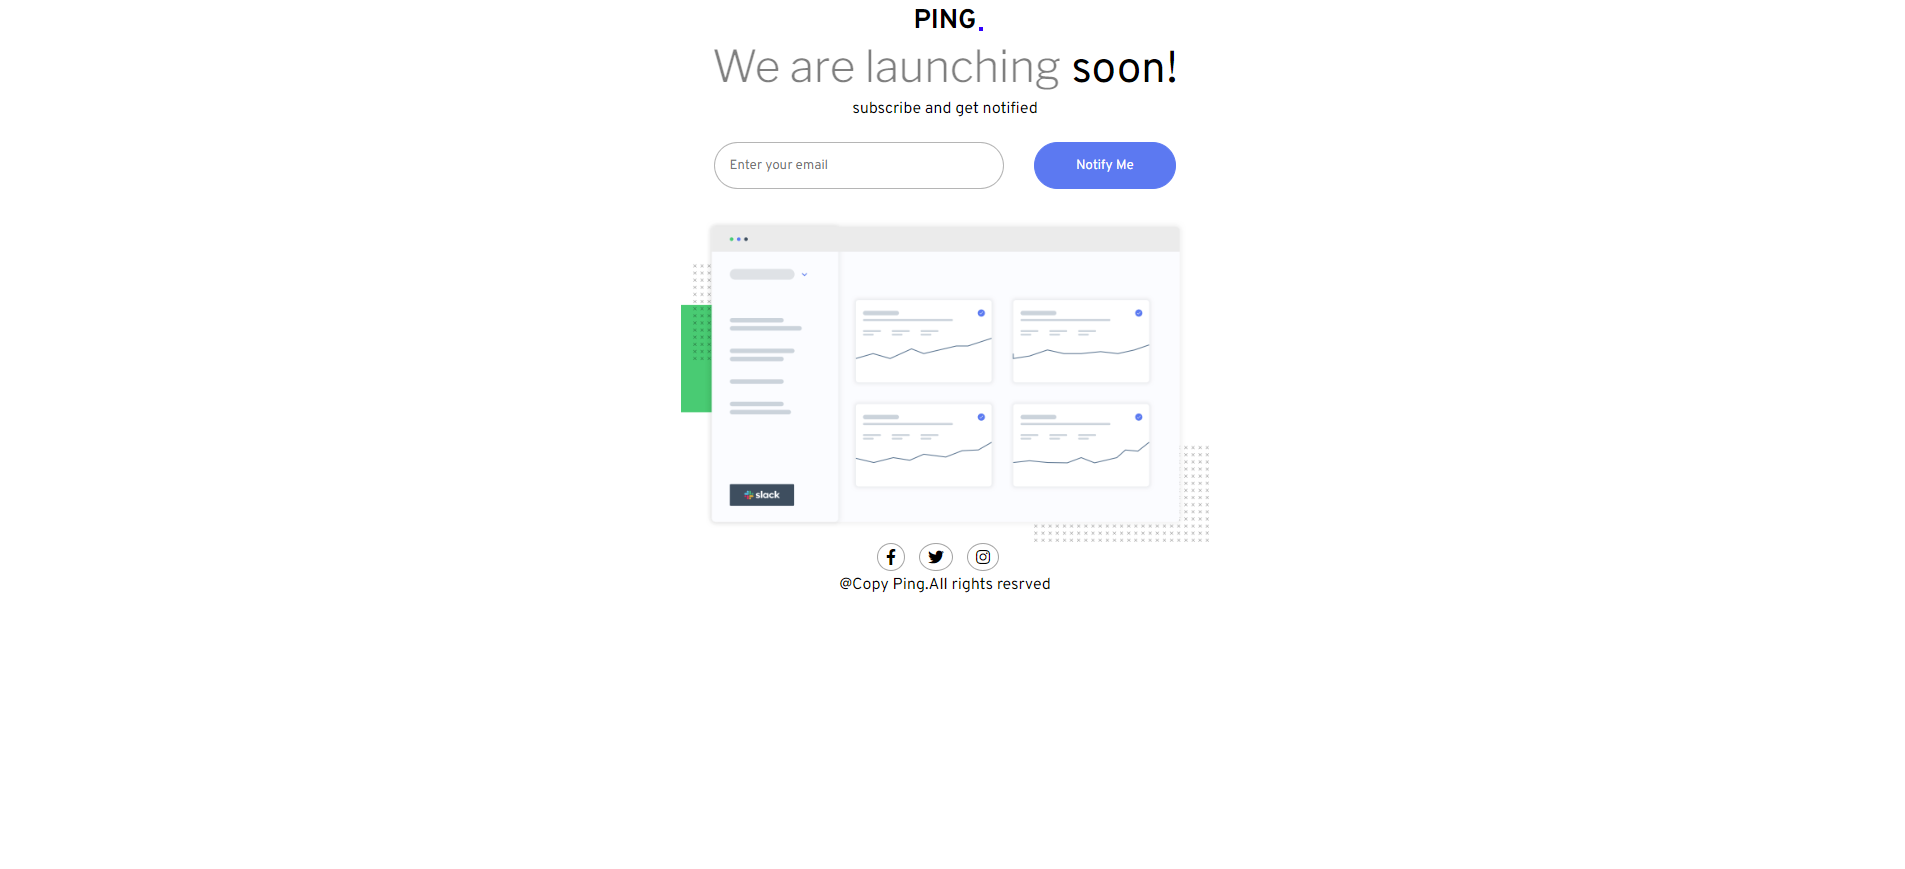 PING.
We are launching soon!
subscribe and get notified
Enter your email
Notify Me
slack
@Copy Ping.All rights resrved